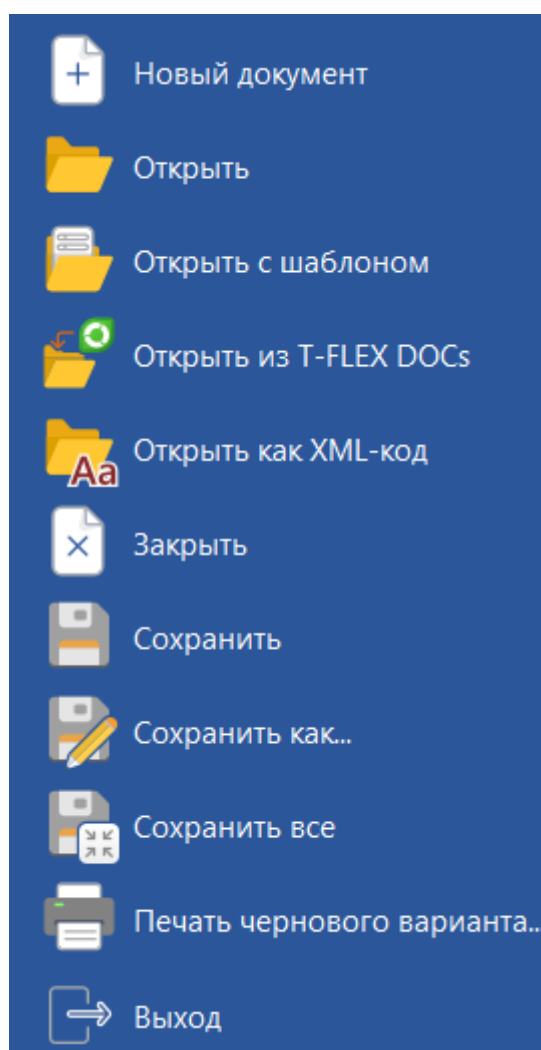 Новый документ
Открыть
Открыть с шаблоном
Открыть из T-FLEX DOCs
Открыть как XML-код
Aa
Закрыть
Сохранить
Сохранить как...
Сохранить все
Печать чернового варианта..
Выход